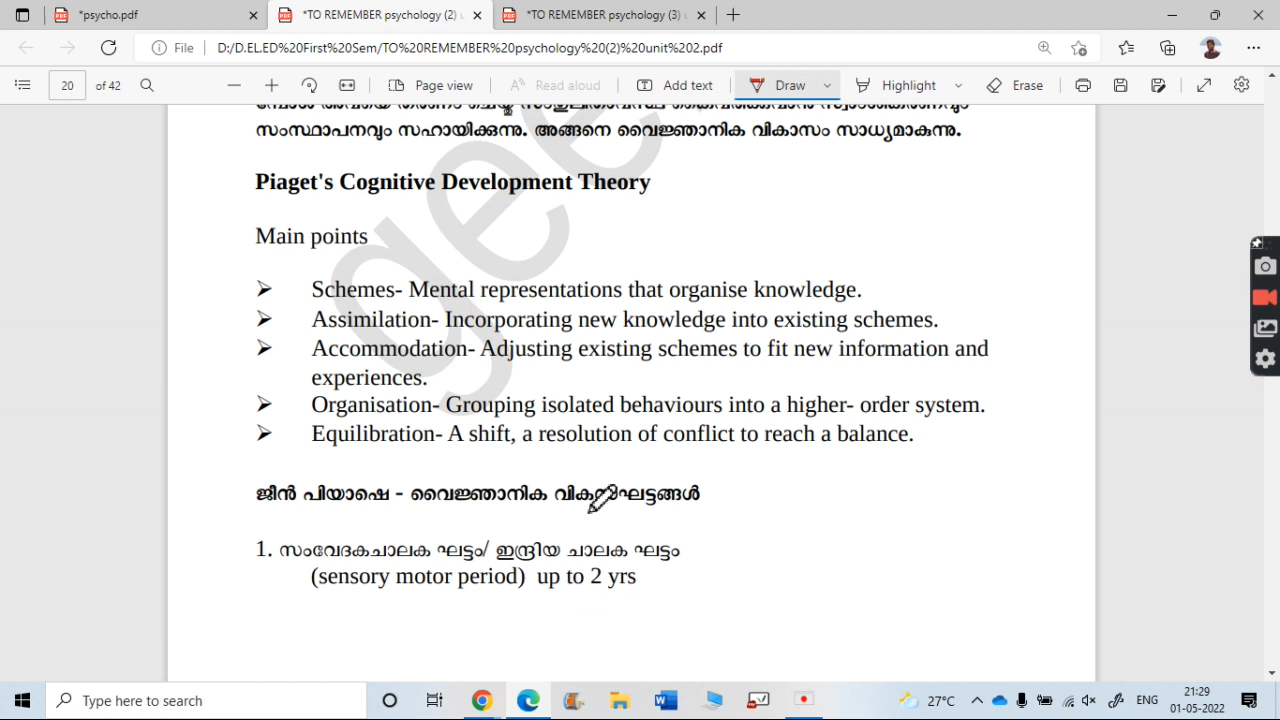 *psycho.pdf
*TO REMEMBER psychology (2) u
*TO REMEMBER psychology (3) u
File D:/D.EL.ED%20First%20Sem/TO%20REMEMBER%20psychology%20(2)%20unit%202.pdf
20 of 42 Page view Read aloud Add text Draw Highlight Erase
സംസ്ഥാപനവും സഹായിക്കുന്നു. അങ്ങനെ വൈജ്ഞാനിക വികാസം സാധ്യമാകുന്നു.
Piaget's Cognitive Development Theory
Main points
➢ Schemes- Mental representations that organise knowledge.
➢ Assimilation- Incorporating new knowledge into existing schemes.
➢ Accommodation- Adjusting existing schemes to fit new information and
experiences.
➢ Organisation- Grouping isolated behaviours into a higher- order system.
➢ Equilibration- A shift, a resolution of conflict to reach a balance.
ജീൻ പിയാഷെ - വൈജ്ഞാനിക
1. സംവേദകചാലക ഘട്ടം/ ഇന്ദ്രിയ ചാലക ഘട്ടം
(sensory motor period) up to 2 yrs
gee
Type here to search
27°C ENG 21:29
01-05-2022